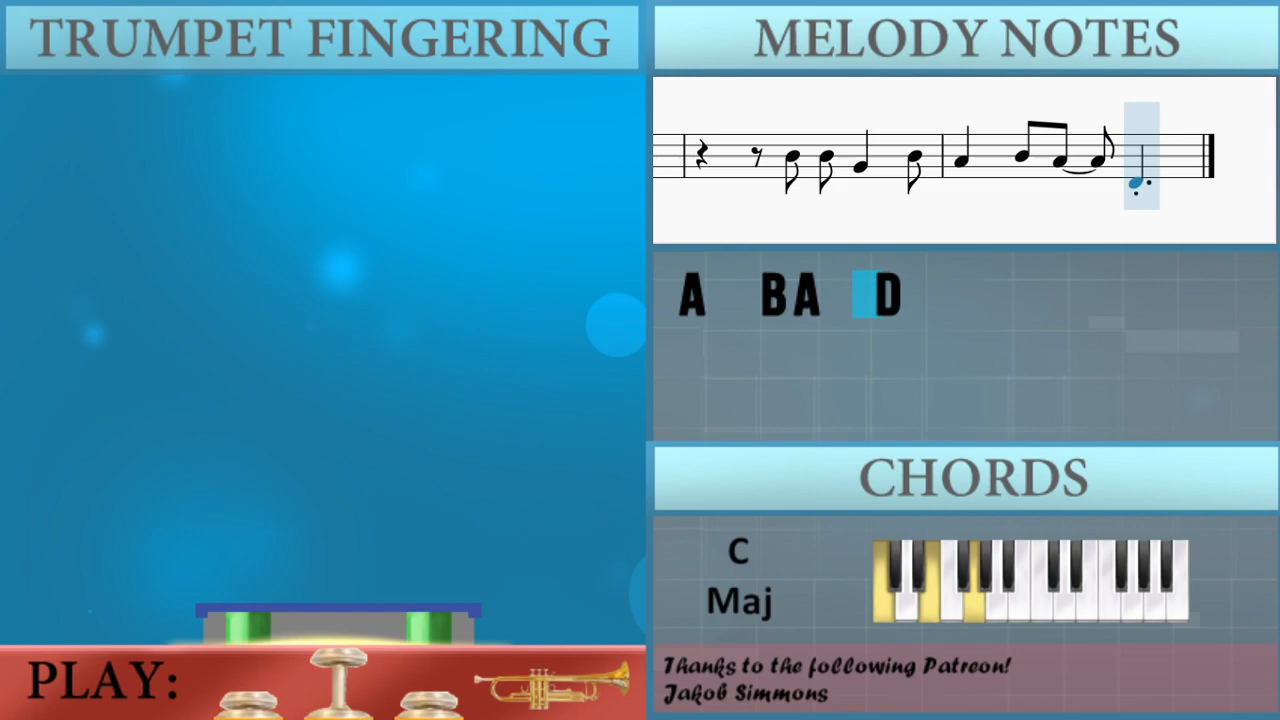 TRUMPET FINGERING
MELODY NOTES
A BA D
CHORDS
C
Maj
Thanks to the following Patreon!
Jakob Simmons
PLAY: